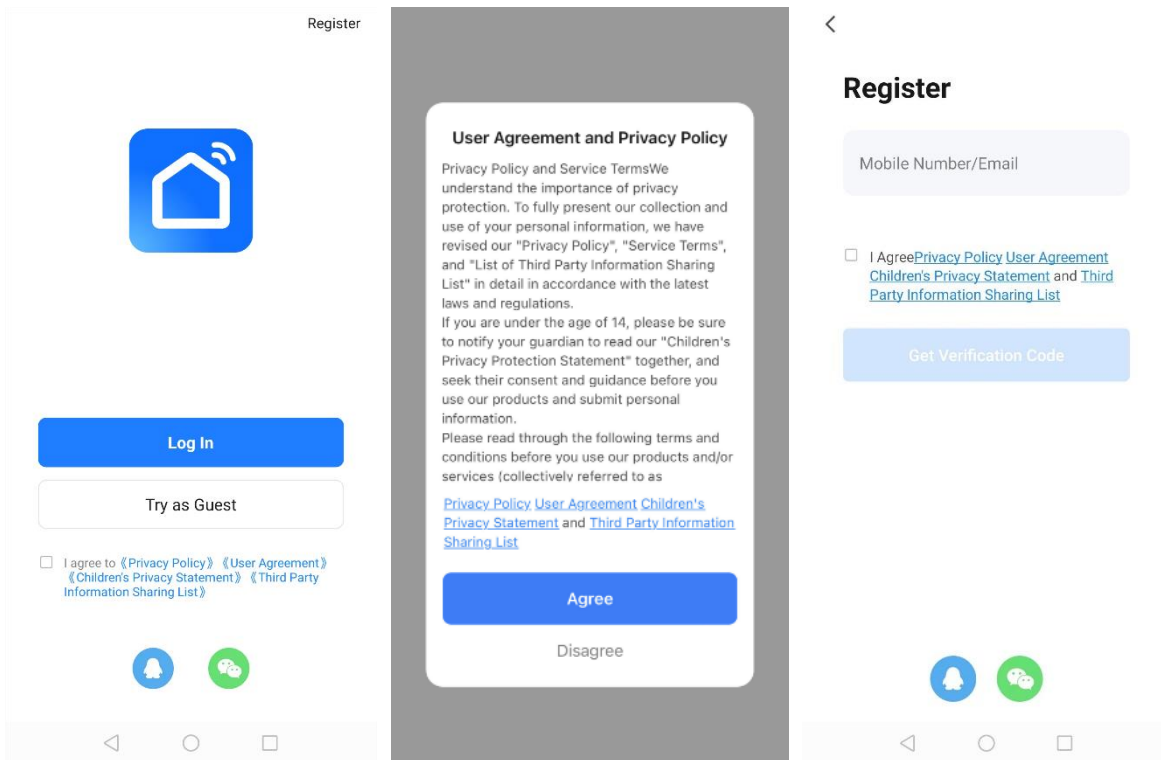 Register
Log In
Try as Guest
I agree to 《Privacy Policy》 《User Agreement》
《Children's Privacy Statement》 《Third Party
Information Sharing List》
User Agreement and Privacy Policy
Privacy Policy and Service TermsWe
understand the importance of privacy
protection. To fully present our collection and
use of your personal information, we have
revised our "Privacy Policy", "Service Terms",
and "List of Third Party Information Sharing
List" in detail in accordance with the latest
laws and regulations.
If you are under the age of 14, please be sure
to notify your guardian to read our "Children's
Privacy Protection Statement" together, and
seek their consent and guidance before you
use our products and submit personal
information.
Please read through the following terms and
conditions before you use our products and/or
services (collectively referred to as
Privacy Policy User Agreement Children's
Privacy Statement and Third Party Information
Sharing List
Agree
Disagree
Register
Mobile Number/Email
I AgreePrivacy Policy User Agreement
Children's Privacy Statement and Third
Party Information Sharing List
Get Verification Code